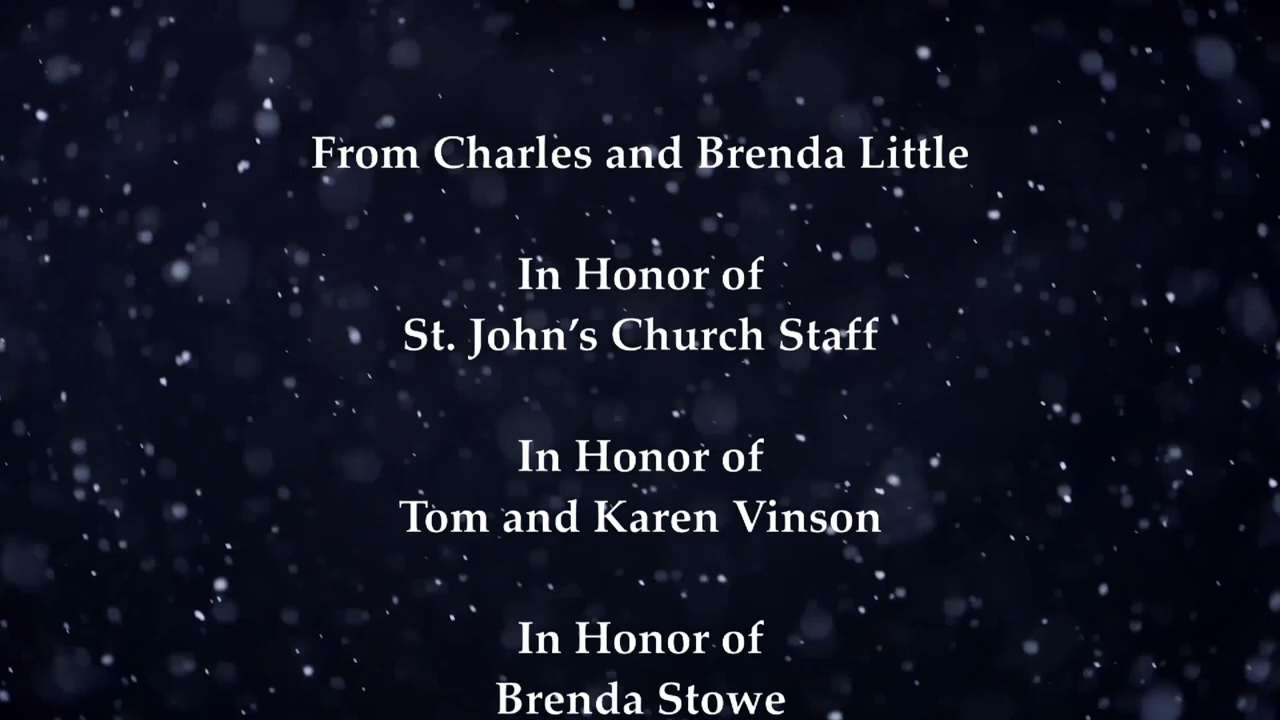 From Charles and Brenda Little
In Honor of
St. John’s Church Staff
In Honor of
Tom and Karen Vinson
In Honor of
Brenda Stowe